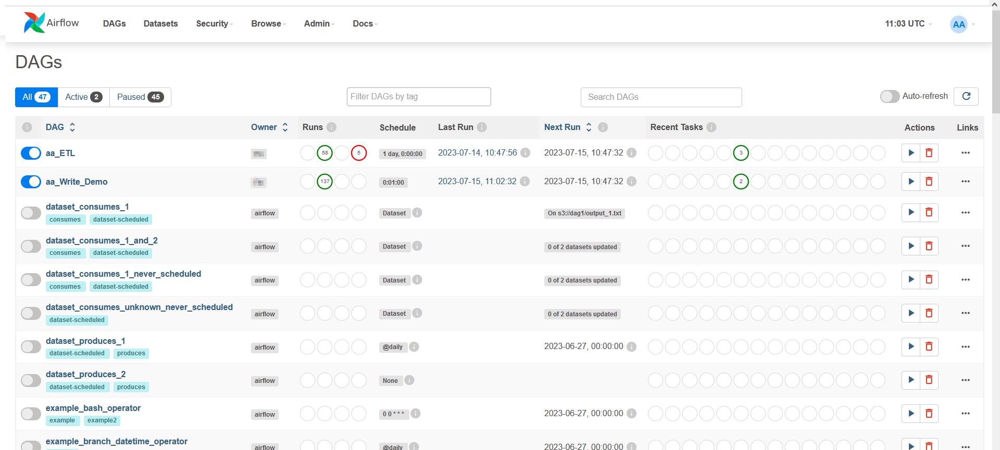 Airflow DAGs Datasets Security Browse Admin Docs 11:03 UTC AA
DAGs
All 47 Active 2 Paused 45 Filter DAGs by tag Search DAGs Auto-refresh
DAG Owner Runs Schedule Last Run Next Run Recent Tasks Actions Links
aa_ETL 58 5 1 day, 0:00:00 2023-07-14, 10:47:56 2023-07-15, 10:47:32 3
aa_Write_Demo 137 0:01:00 2023-07-15, 11:02:32 2023-07-15, 10:47:32 2
dataset_consumes_1
airflow Dataset On s3://dag1/output_1.txt
consumes dataset-scheduled
dataset_consumes_1_and_2
airflow Dataset 0 of 2 datasets updated
consumes dataset-scheduled
dataset_consumes_1_never_scheduled
airflow Dataset 0 of 2 datasets updated
consumes dataset-scheduled
dataset_consumes_unknown_never_scheduled
airflow Dataset 0 of 2 datasets updated
dataset-scheduled
dataset_produces_1
airflow @daily 2023-06-27, 00:00:00
dataset-scheduled produces
dataset_produces_2
airflow None
dataset-scheduled produces
example_bash_operator
airflow 0 0 * * * 2023-06-27, 00:00:00
example example2
example_branch_datetime_operator
airflow @daily 2023-06-27, 00:00:00